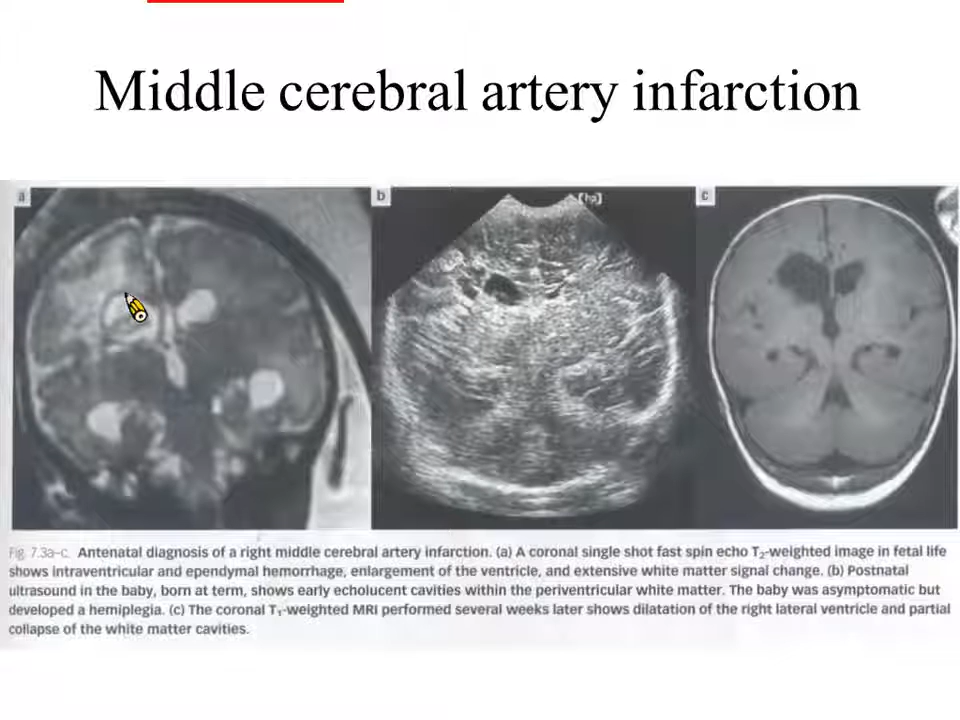 Middle cerebral artery infarction
a
b
[hp]
c
Fig. 7.3a–c. Antenatal diagnosis of a right middle cerebral artery infarction. (a) A coronal single shot fast spin echo T2-weighted image in fetal life
shows intraventricular and ependymal hemorrhage, enlargement of the ventricle, and extensive white matter signal change. (b) Postnatal
ultrasound in the baby, born at term, shows early echolucent cavities within the periventricular white matter. The baby was asymptomatic but
developed a hemiplegia. (c) The coronal T1-weighted MRI performed several weeks later shows dilatation of the right lateral ventricle and partial
collapse of the white matter cavities.